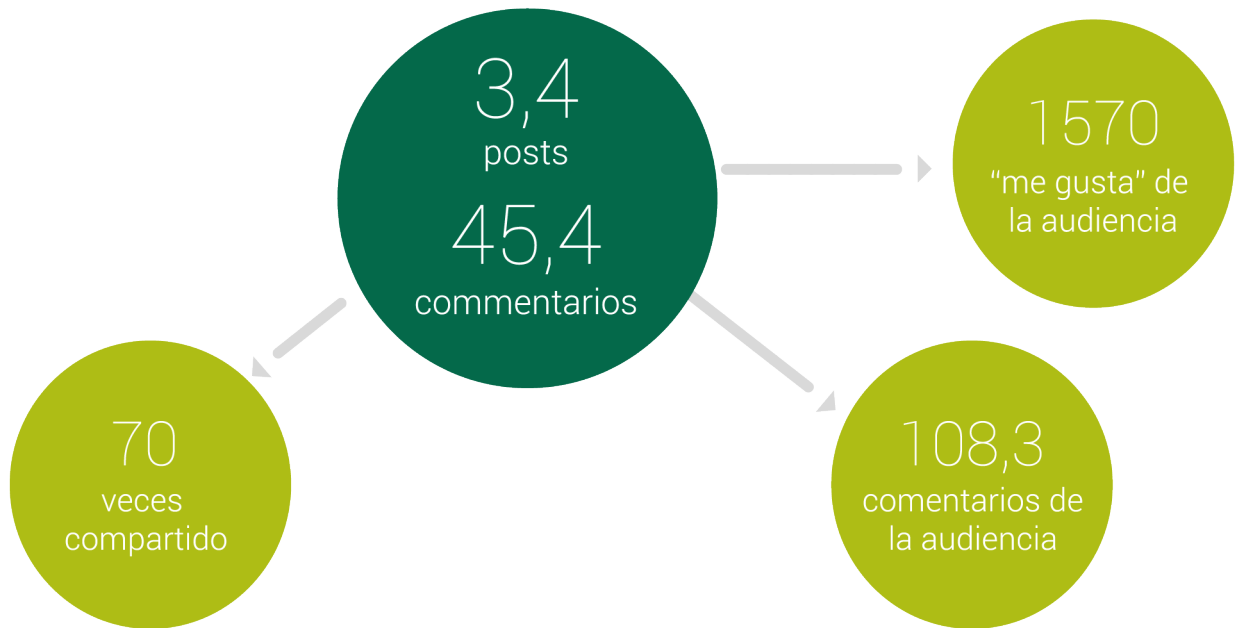 3,4
posts
45,4
commentarios
1570
“me gusta” de
la audiencia
70
veces
compartido
108,3
comentarios de
la audiencia